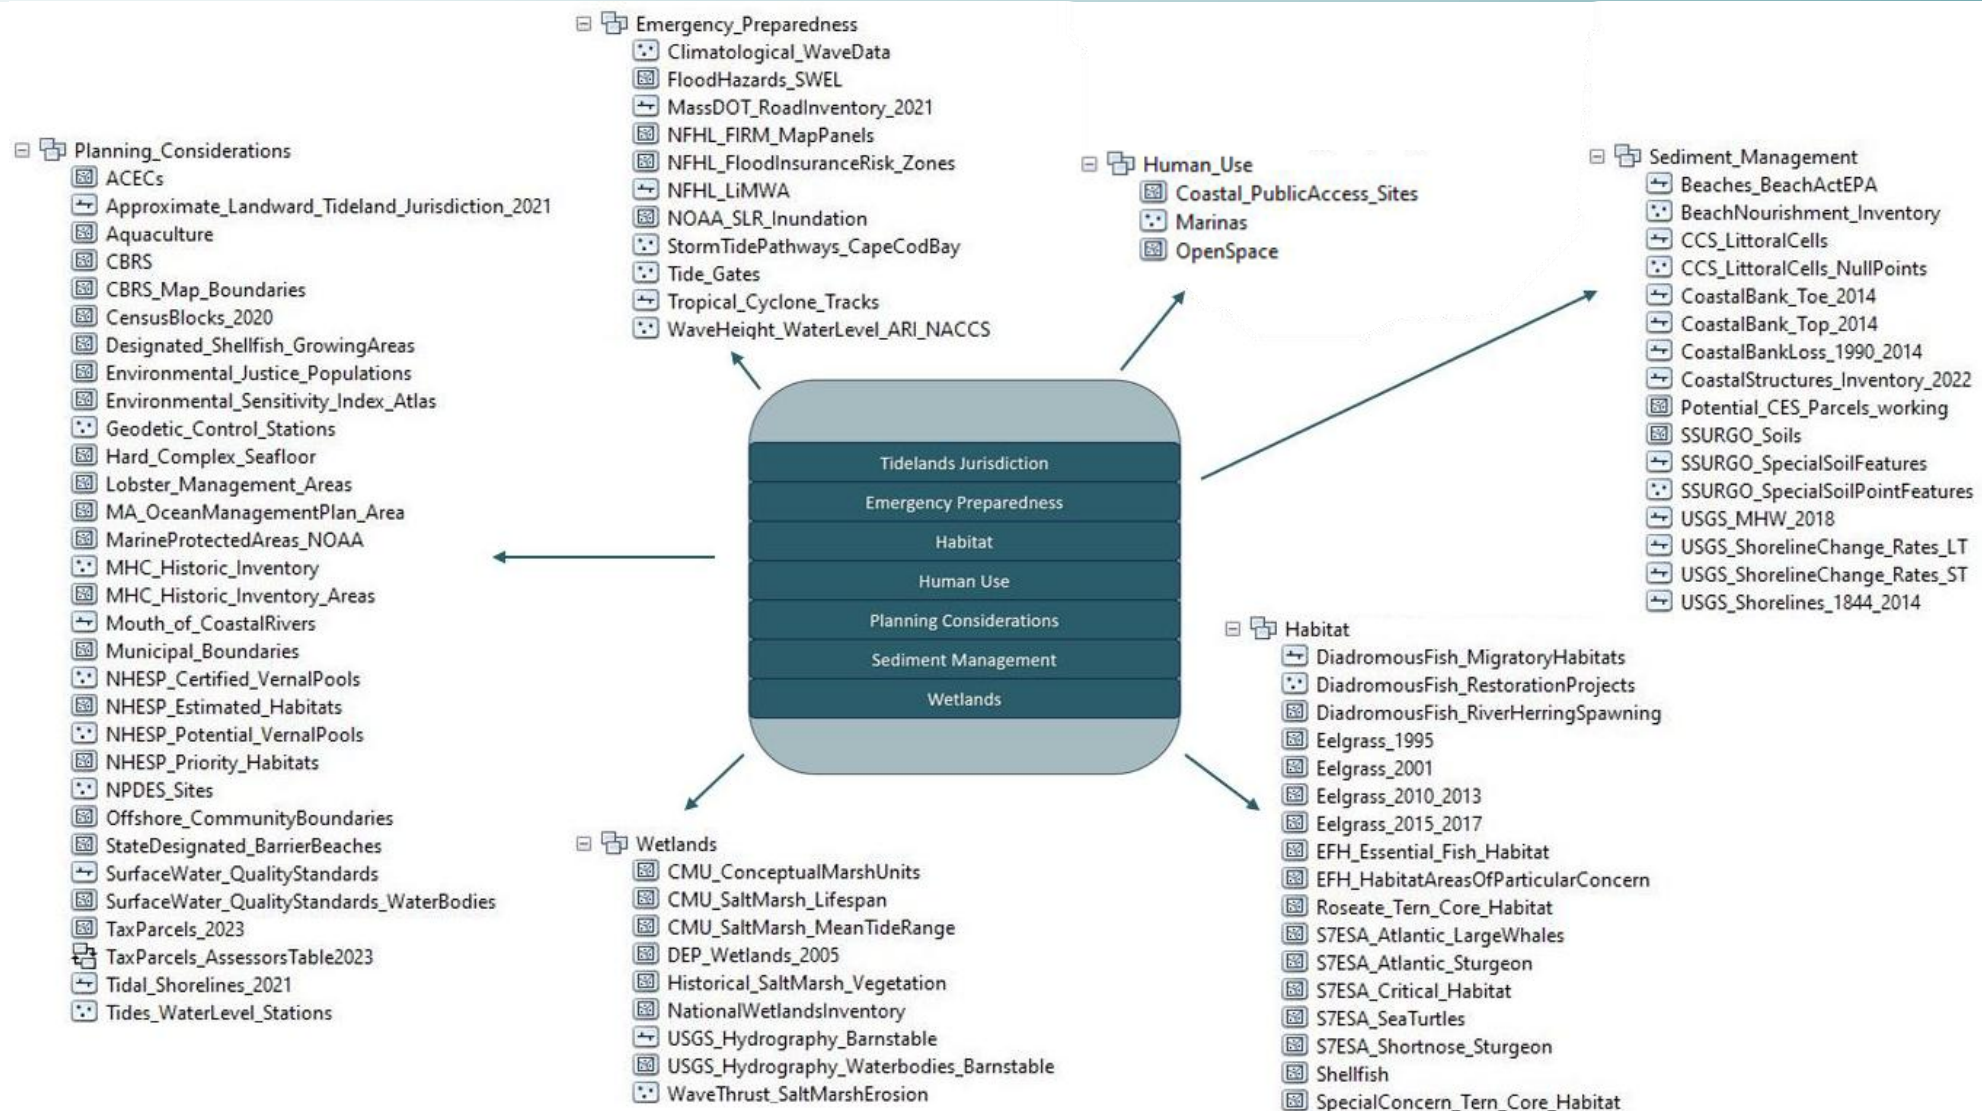 Emergency_Preparedness
Climatological_WaveData
FloodHazards_SWEL
MassDOT_RoadInventory_2021
NFHL_FIRM_MapPanels
NFHL_FloodInsuranceRisk_Zones
NFHL_LiMWA
NOAA_SLR_Inundation
StormTidePathways_CapeCodBay
Tide_Gates
Tropical_Cyclone_Tracks
WaveHeight_WaterLevel_ARI_NACCS
Planning_Considerations
ACECs
Approximate_Landward_Tideland_Jurisdiction_2021
Aquaculture
CBRS
CBRS_Map_Boundaries
CensusBlocks_2020
Designated_Shellfish_GrowingAreas
Environmental_Justice_Populations
Environmental_Sensitivity_Index_Atlas
Geodetic_Control_Stations
Hard_Complex_Seafloor
Lobster_Management_Areas
MA_OceanManagementPlan_Area
MarineProtectedAreas_NOAA
MHC_Historic_Inventory
MHC_Historic_Inventory_Areas
Mouth_of_CoastalRivers
Municipal_Boundaries
NHESP_Certified_VernalPools
NHESP_Estimated_Habitats
NHESP_Potential_VernalPools
NHESP_Priority_Habitats
NPDES_Sites
Offshore_CommunityBoundaries
StateDesignated_BarrierBeaches
SurfaceWater_QualityStandards
SurfaceWater_QualityStandards_WaterBodies
TaxParcels_2023
TaxParcels_AssessorsTable2023
Tidal_Shorelines_2021
Tides_WaterLevel_Stations
Human_Use
Coastal_PublicAccess_Sites
Marinas
OpenSpace
Sediment_Management
Beaches_BeachActEPA
BeachNourishment_Inventory
CCS_LittoralCells
CCS_LittoralCells_NullPoints
CoastalBank_Toe_2014
CoastalBank_Top_2014
CoastalBankLoss_1990_2014
CoastalStructures_Inventory_2022
Potential_CES_Parcels_working
SSURGO_Soils
SSURGO_SpecialSoilFeatures
SSURGO_SpecialSoilPointFeatures
USGS_MHW_2018
USGS_ShorelineChange_Rates_LT
USGS_ShorelineChange_Rates_ST
USGS_Shorelines_1844_2014
Tidelands Jurisdiction
Emergency Preparedness
Habitat
Human Use
Planning Considerations
Sediment Management
Wetlands
Wetlands
CMU_ConceptualMarshUnits
CMU_SaltMarsh_Lifespan
CMU_SaltMarsh_MeanTideRange
DEP_Wetlands_2005
Historical_SaltMarsh_Vegetation
NationalWetlandsInventory
USGS_Hydrography_Barnstable
USGS_Hydrography_Waterbodies_Barnstable
WaveThrust_SaltMarshErosion
Habitat
DiadromousFish_MigratoryHabitats
DiadromousFish_RestorationProjects
DiadromousFish_RiverHerringSpawning
Eelgrass_1995
Eelgrass_2001
Eelgrass_2010_2013
Eelgrass_2015_2017
EFH_Essential_Fish_Habitat
EFH_HabitatAreasOfParticularConcern
Roseate_Tern_Core_Habitat
S7ESA_Atlantic_LargeWhales
S7ESA_Atlantic_Sturgeon
S7ESA_Critical_Habitat
S7ESA_SeaTurtles
S7ESA_Shortnose_Sturgeon
Shellfish
SpecialConcern_Tern_Core_Habitat